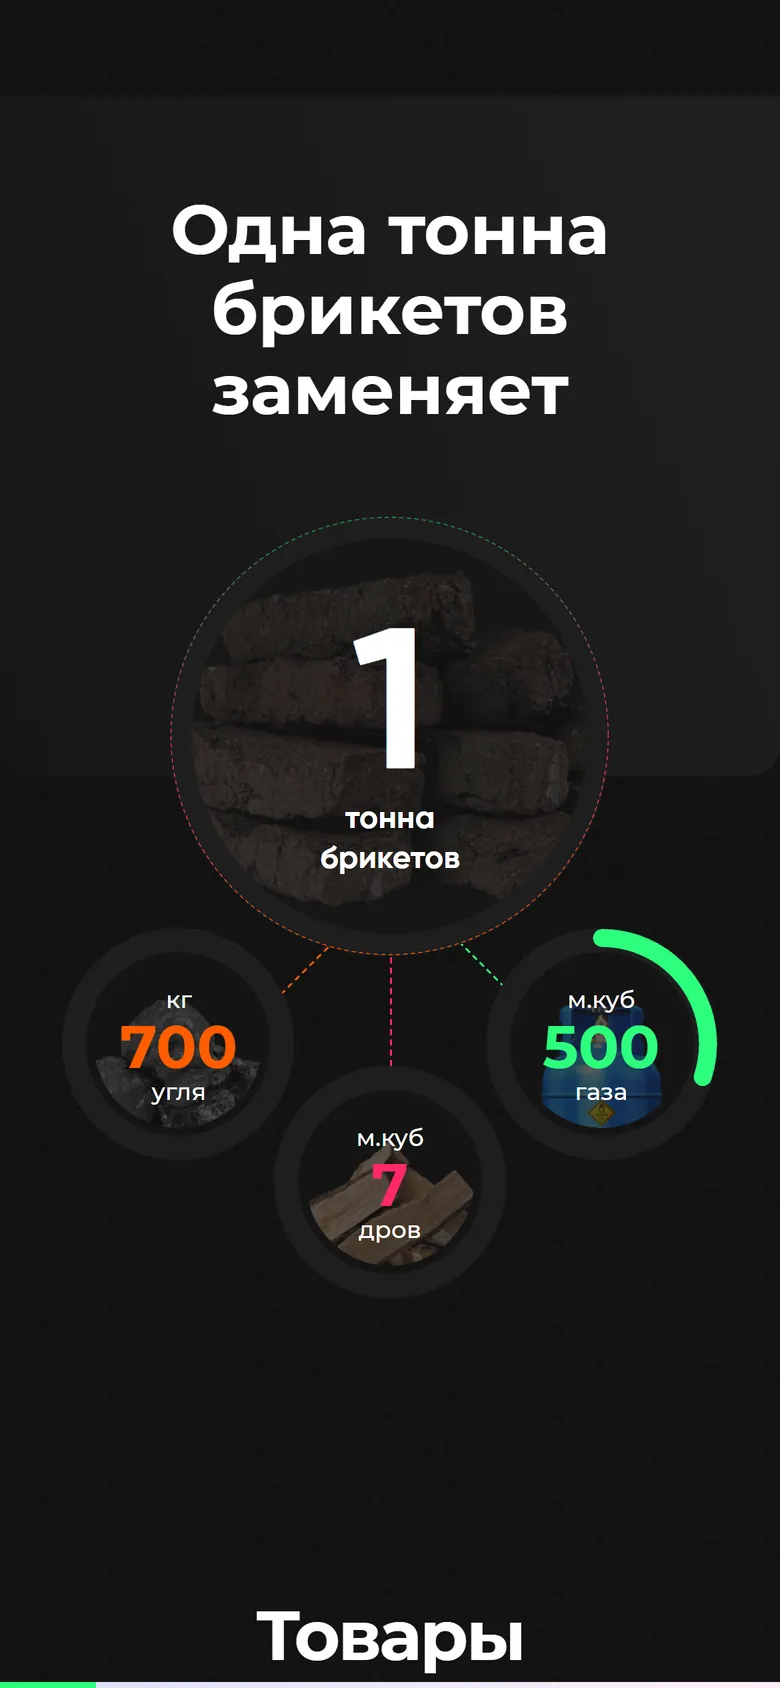 Одна тонна
брикетов
заменяет
1
тонна
брикетов
кг
700
угля
м.куб
500
газа
м.куб
7
дров
Товары